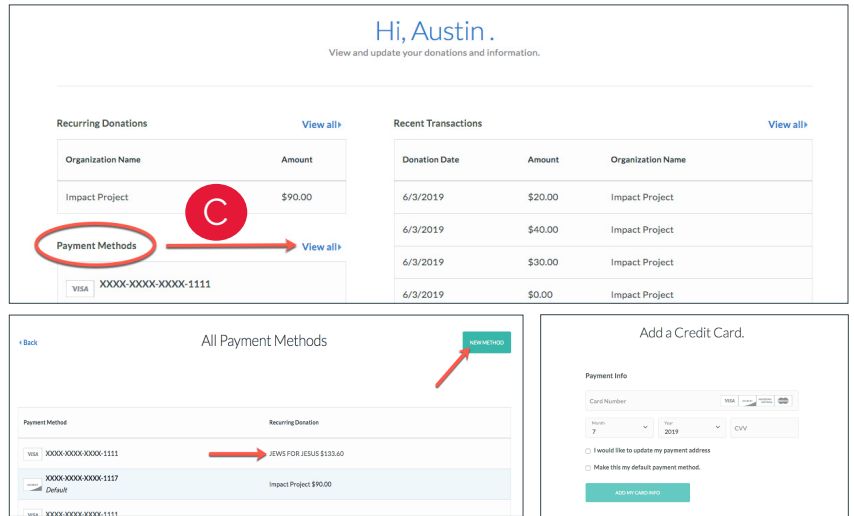 Hi, Austin .
View and update your donations and information.
Recurring Donations
View all
Organization Name Amount
Impact Project $90.00
C
Payment Methods
View all
VISA XXXX-XXXX-XXXX-1111
Recent Transactions
View all
Donation Date Amount Organization Name
6/3/2019 $20.00 Impact Project
6/3/2019 $40.00 Impact Project
6/3/2019 $30.00 Impact Project
6/3/2019 $0.00 Impact Project
Back
All Payment Methods
NEW METHOD
Payment Method Recurring Donation
VISA XXXX-XXXX-XXXX-1111 JEWS FOR JESUS $133.60
XXXX-XXXX-XXXX-1117
Default
Impact Project $90.00
VISA XXXX-XXXX-XXXX-1111
Add a Credit Card.
Payment Info
Card Number VISA
Month
7
Year
2019
CVV
I would like to update my payment address
Make this my default payment method.
ADD MY CARD INFO